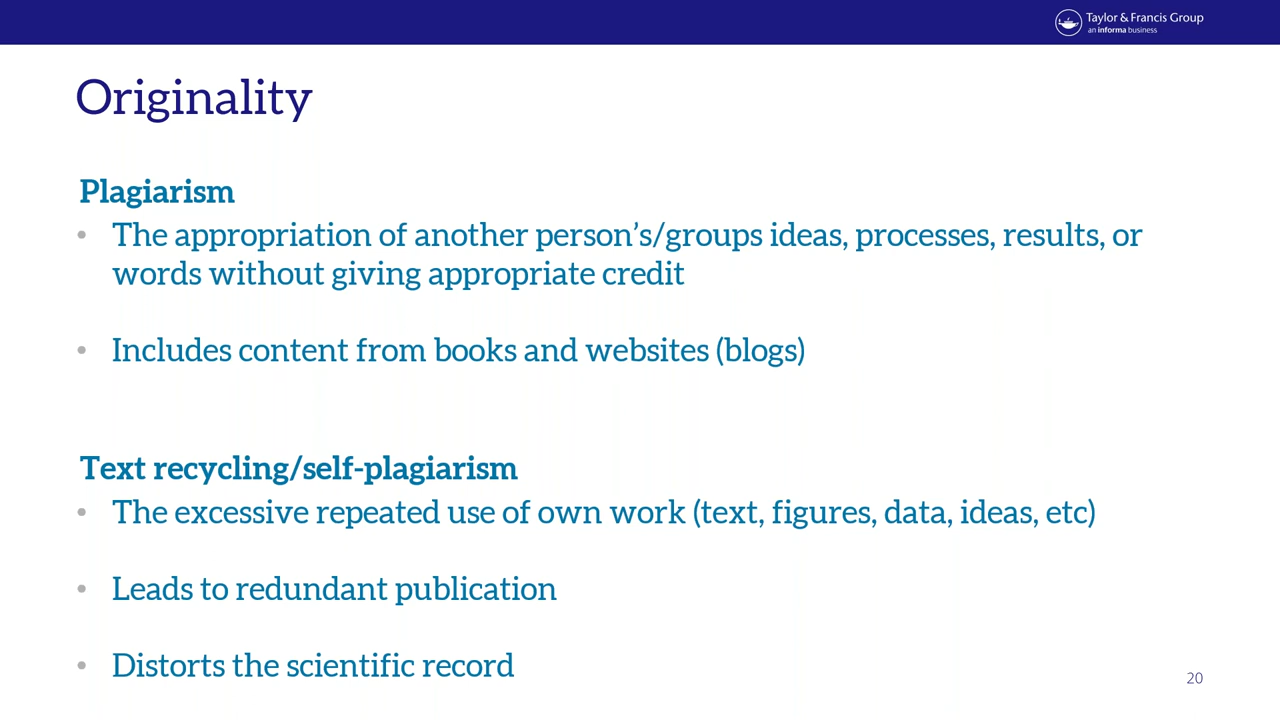 Taylor & Francis Group
an informa business
Originality
Plagiarism
• The appropriation of another person’s/groups ideas, processes, results, or
words without giving appropriate credit
• Includes content from books and websites (blogs)
Text recycling/self-plagiarism
• The excessive repeated use of own work (text, figures, data, ideas, etc)
• Leads to redundant publication
• Distorts the scientific record
20